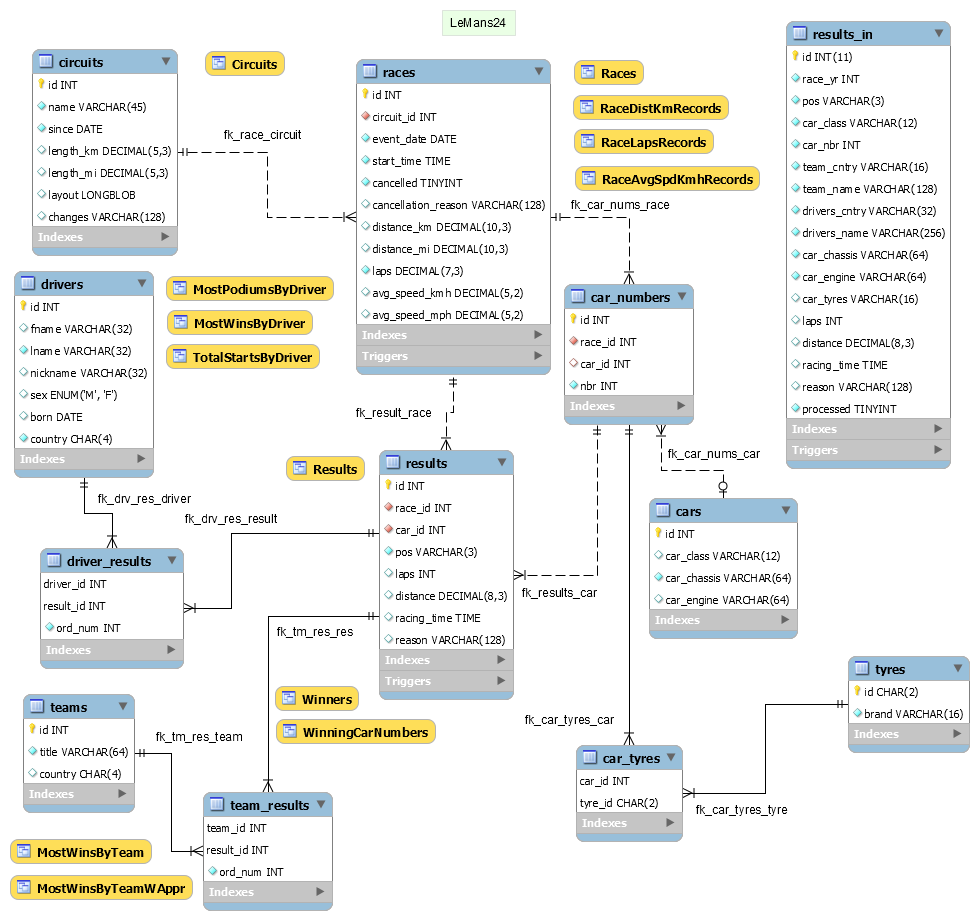 LeMans24
circuits
id INT
name VARCHAR(45)
since DATE
length_km DECIMAL(5,3)
length_mi DECIMAL(5,3)
layout LONGBLOB
changes VARCHAR(128)
Indexes
Circuits
fk_race_circuit
races
id INT
circuit_id INT
event_date DATE
start_time TIME
cancelled TINYINT
cancellation_reason VARCHAR(128)
distance_km DECIMAL(10,3)
distance_mi DECIMAL(10,3)
laps DECIMAL(7,3)
avg_speed_kmh DECIMAL(5,2)
avg_speed_mph DECIMAL(5,2)
Indexes
Triggers
Races
RaceDistKmRecords
RaceLapsRecords
RaceAvgSpdKmhRecords
fk_car_nums_race
results_in
id INT(11)
race_yr INT
pos VARCHAR(3)
car_class VARCHAR(12)
car_nbr INT
team_cntry VARCHAR(16)
team_name VARCHAR(128)
drivers_cntry VARCHAR(32)
drivers_name VARCHAR(256)
car_chassis VARCHAR(64)
car_engine VARCHAR(64)
car_tyres VARCHAR(16)
laps INT
distance DECIMAL(8,3)
racing_time TIME
reason VARCHAR(128)
processed TINYINT
Indexes
Triggers
drivers
id INT
fname VARCHAR(32)
lname VARCHAR(32)
nickname VARCHAR(32)
sex ENUM('M', 'F')
born DATE
country CHAR(4)
Indexes
MostPodiumsByDriver
MostWinsByDriver
TotalStartsByDriver
car_numbers
id INT
race_id INT
car_id INT
nbr INT
Indexes
fk_result_race
fk_car_nums_car
Results
results
id INT
race_id INT
car_id INT
pos VARCHAR(3)
laps INT
distance DECIMAL(8,3)
racing_time TIME
reason VARCHAR(128)
Indexes
Triggers
fk_drv_res_driver
fk_drv_res_result
cars
id INT
car_class VARCHAR(12)
car_chassis VARCHAR(64)
car_engine VARCHAR(64)
Indexes
driver_results
driver_id INT
result_id INT
ord_num INT
Indexes
fk_results_car
fk_tm_res_res
Winners
WinningCarNumbers
tyres
id CHAR(2)
brand VARCHAR(16)
Indexes
teams
id INT
title VARCHAR(64)
country CHAR(4)
Indexes
fk_tm_res_team
fk_car_tyres_car
car_tyres
car_id INT
tyre_id CHAR(2)
Indexes
fk_car_tyres_tyre
team_results
team_id INT
result_id INT
ord_num INT
Indexes
MostWinsByTeam
MostWinsByTeamWAppr